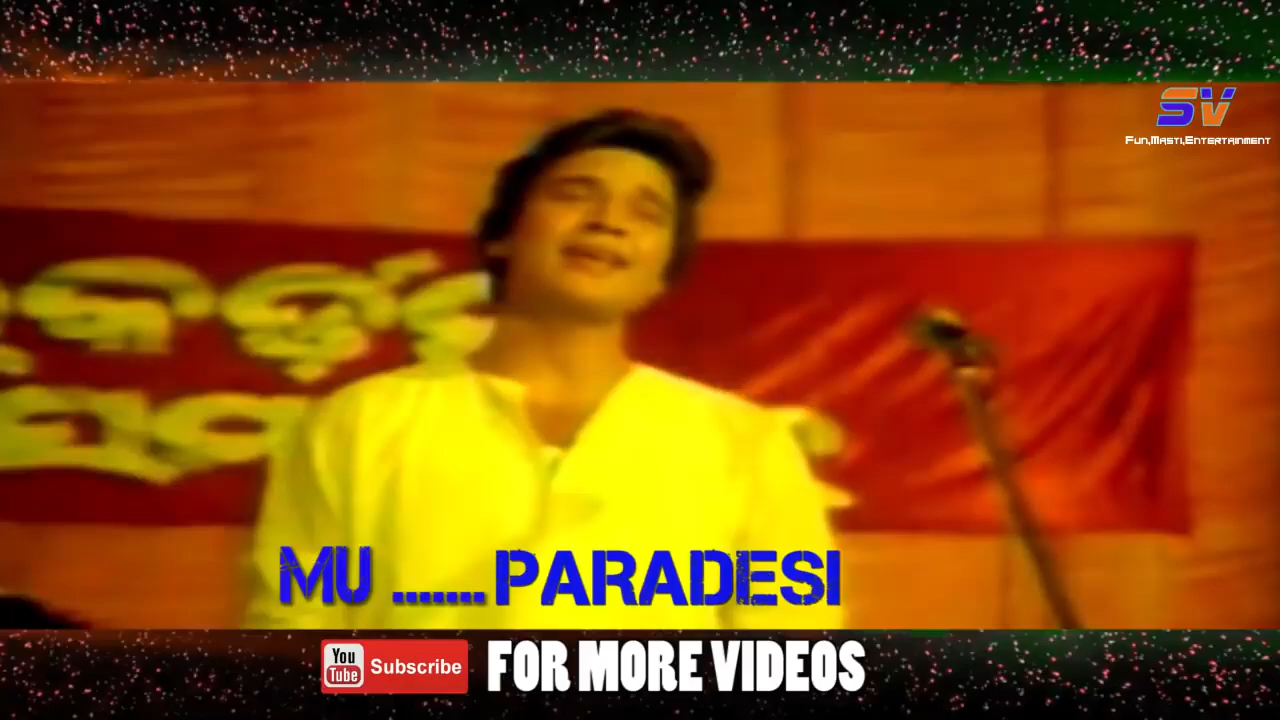 SV
Fun,Masti,Entertainment
MU .......PARADESI
You Tube Subscribe FOR MORE VIDEOS